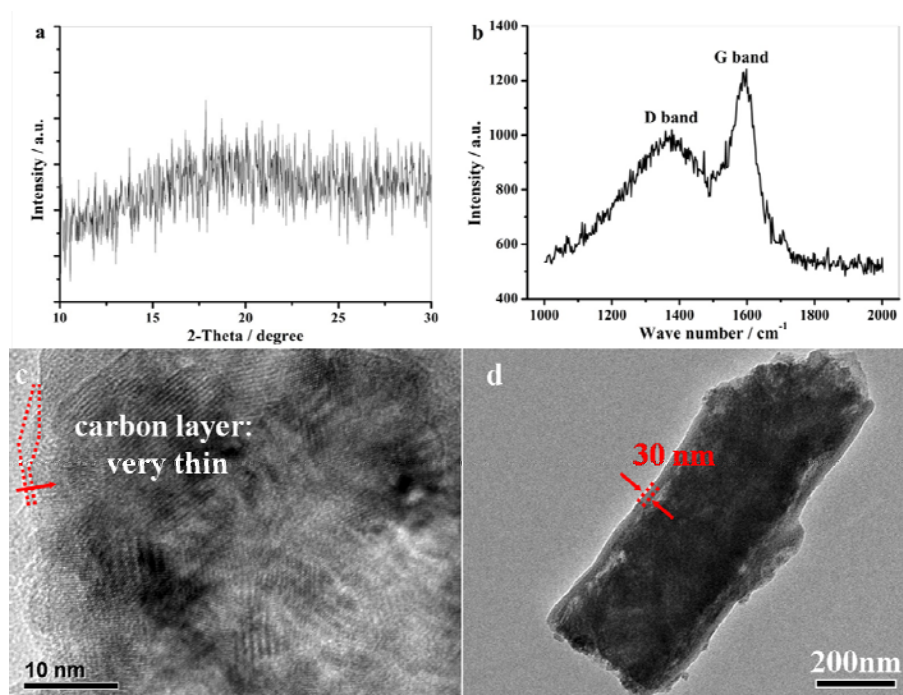 a
Intensity / a.u.
10 15 20 25 30
2-Theta / degree
b
G band
D band
1400
1200
1000
800
600
400
Intensity / a.u.
1000 1200 1400 1600 1800 2000
Wave number / cm⁻¹
c
carbon layer:
very thin
10 nm
d
30 nm
200nm